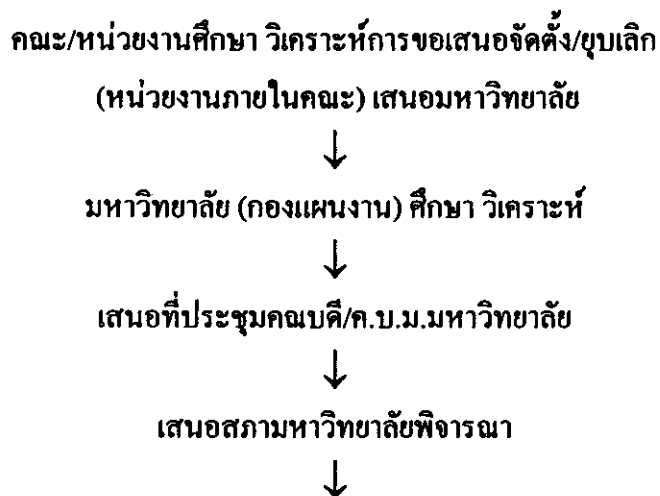 คณะ/หน่วยงานศึกษา วิเคราะห์การขอเสนอจัดตั้ง/ยุบเลิก
(หน่วยงานภายในคณะ) เสนอมหาวิทยาลัย
↓
มหาวิทยาลัย (กองแผนงาน) ศึกษา วิเคราะห์
↓
เสนอที่ประชุมคณบดี/ค.บ.ม.มหาวิทยาลัย
↓
เสนอสภามหาวิทยาลัยพิจารณา
↓